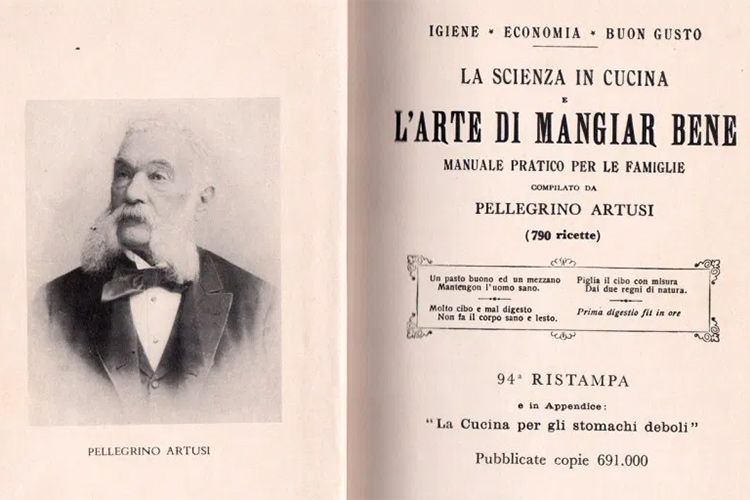 PELLEGRINO ARTUSI
IGIENE * ECONOMIA * BUON GUSTO
LA SCIENZA IN CUCINA
E
L'ARTE DI MANGIAR BENE
MANUALE PRATICO PER LE FAMIGLIE
COMPILATO DA
PELLEGRINO ARTUSI
(790 ricette)
Un pasto buono ed un mezzano
Mantengon l'uomo sano.
Molto cibo e mal digesto
Non fa il corpo sano e lesto.
Piglia il cibo con misura
Dai due regni di natura.
Prima digestio fit in ore
94ª RISTAMPA
e in Appendice:
"La Cucina per gli stomachi deboli"
Pubblicate copie 691.000